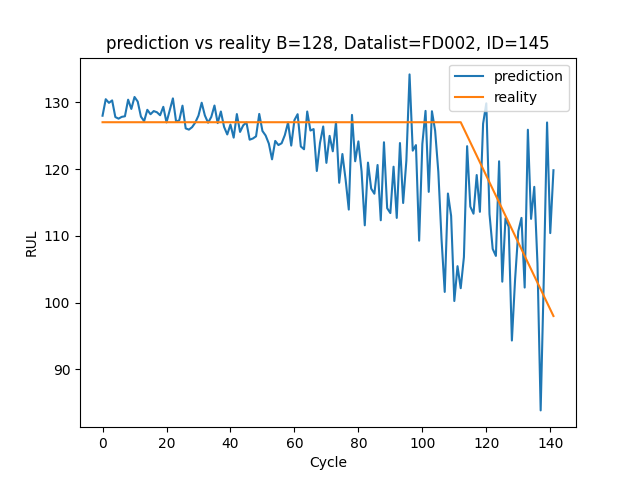 prediction vs reality B=128, Datalist=FD002, ID=145
prediction
reality
RUL
130
120
110
100
90
0 20 40 60 80 100 120 140
Cycle